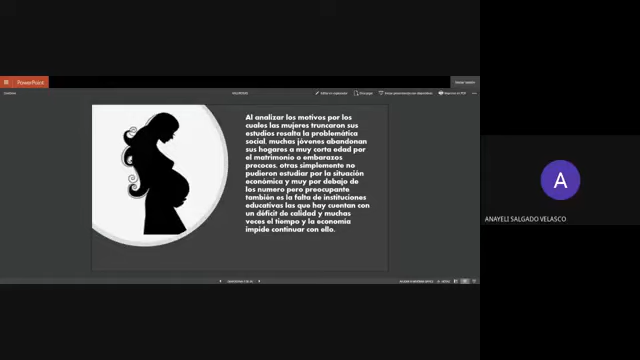 PowerPoint
Al analizar los motivos por los
cuales las mujeres truncaron sus
estudios resalta la problemática
social, muchas jóvenes abandonan
sus hogares a muy corta edad por
el matrimonio o embarazos
precoces, otras simplemente no
pudieron estudiar por la situación
económica y muy por debajo de
los numero pero preocupante
también es la falta de instituciones
educativas las que hay cuentan con
un déficit de calidad y muchas
veces el tiempo y la economía
impide continuar con ello.
A
ANAYELI SALGADO VELASCO